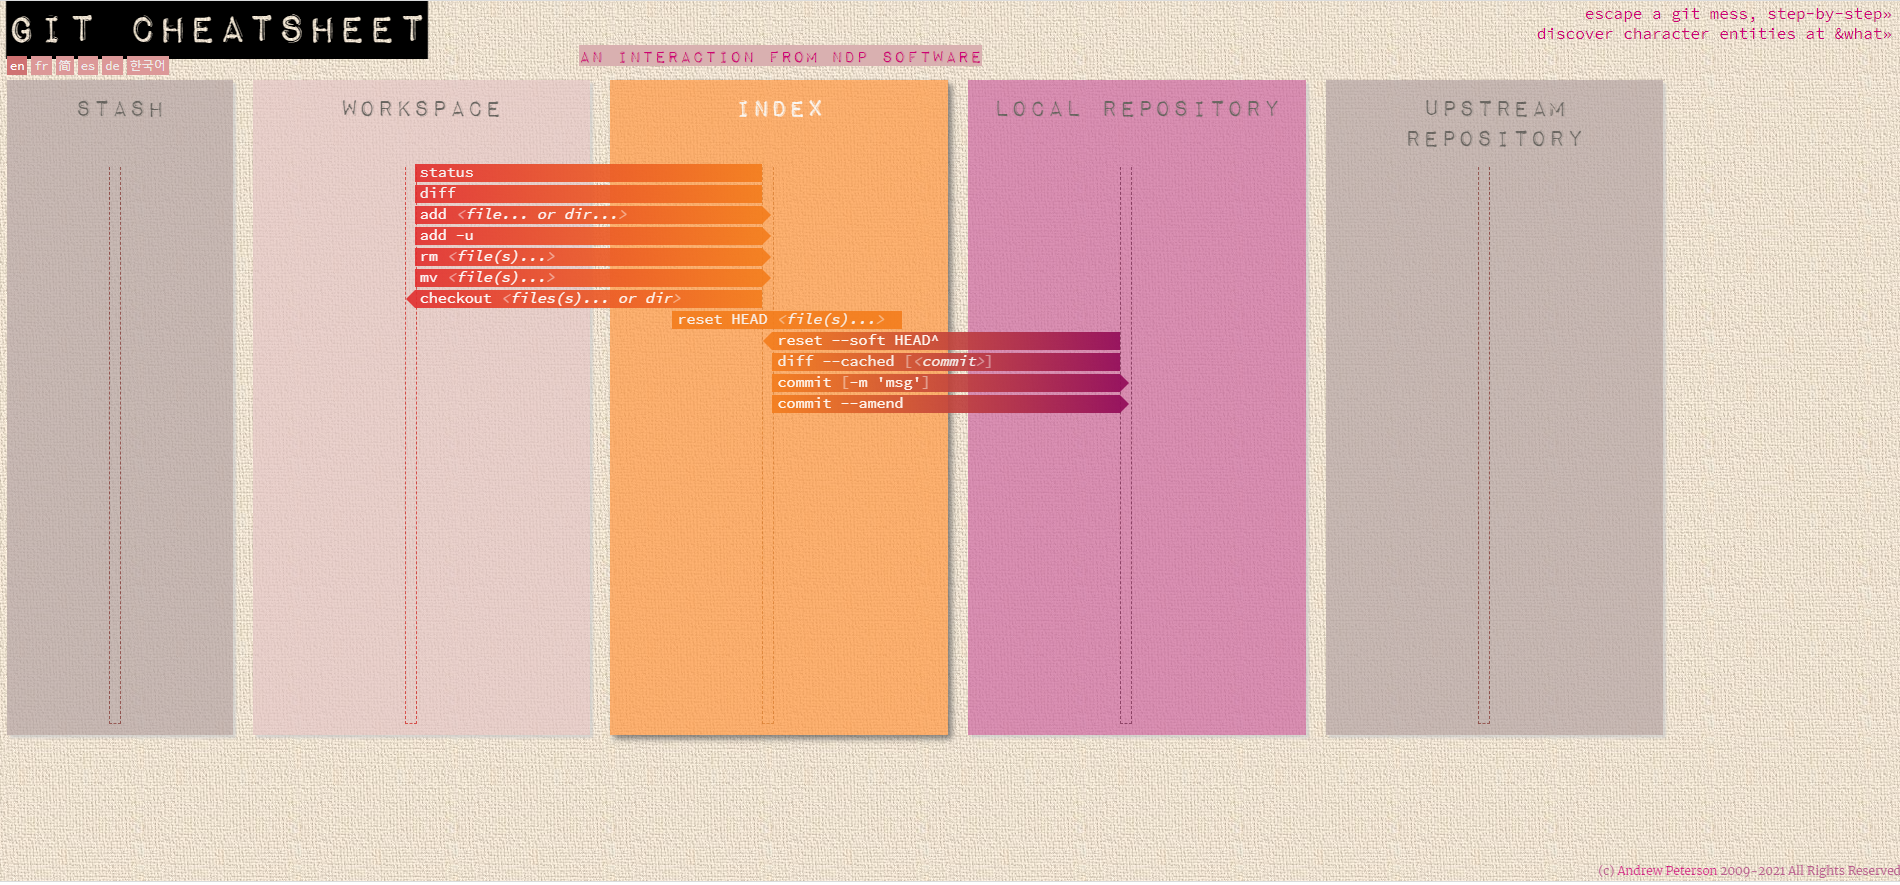 GIT CHEATSHEET
escape a git mess, step-by-step»
discover character entities at &what»
en fr 简 es de 한국어
AN INTERACTION FROM NDP SOFTWARE
STASH
WORKSPACE
INDEX
LOCAL REPOSITORY
UPSTREAM
REPOSITORY
status
diff
add <file... or dir...>
add -u
rm <file(s)...>
mv <file(s)...>
checkout <files(s)... or dir>
reset HEAD <file(s)...>
reset --soft HEAD^
diff --cached [<commit>]
commit [-m 'msg']
commit --amend
(c) Andrew Peterson 2009-2021 All Rights Reserved